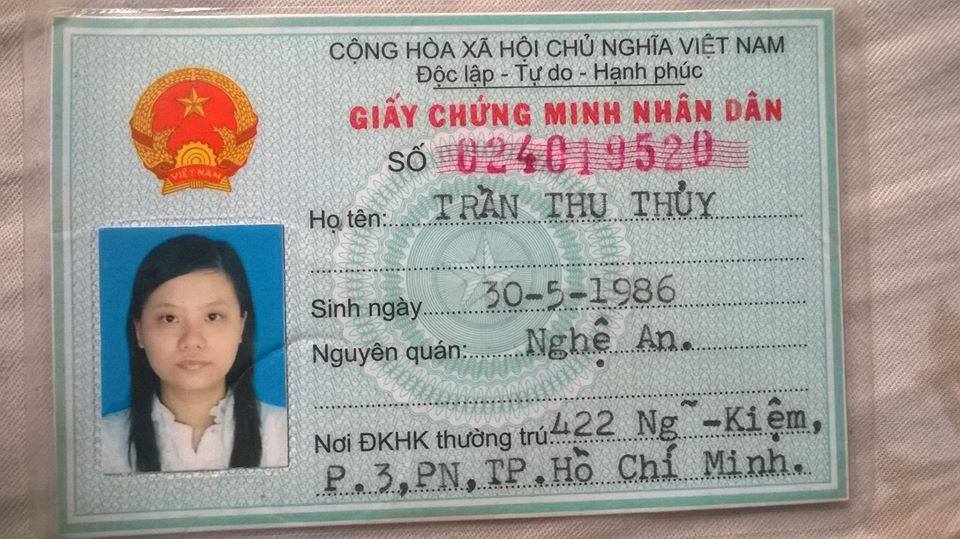 CỘNG HÒA XÃ HỘI CHỦ NGHĨA VIỆT NAM
Độc lập - Tự do - Hạnh phúc
GIẤY CHỨNG MINH NHÂN DÂN
SỐ 024019520
VIỆT NAM
Họ tên: TRẦN THU THỦY
Sinh ngày 30-5-1986
Nguyên quán: Nghệ An.
Nơi ĐKHK thường trú 422 Ng~ -Kiệm,
P.3,PN,TP.Hồ Chí Minh.